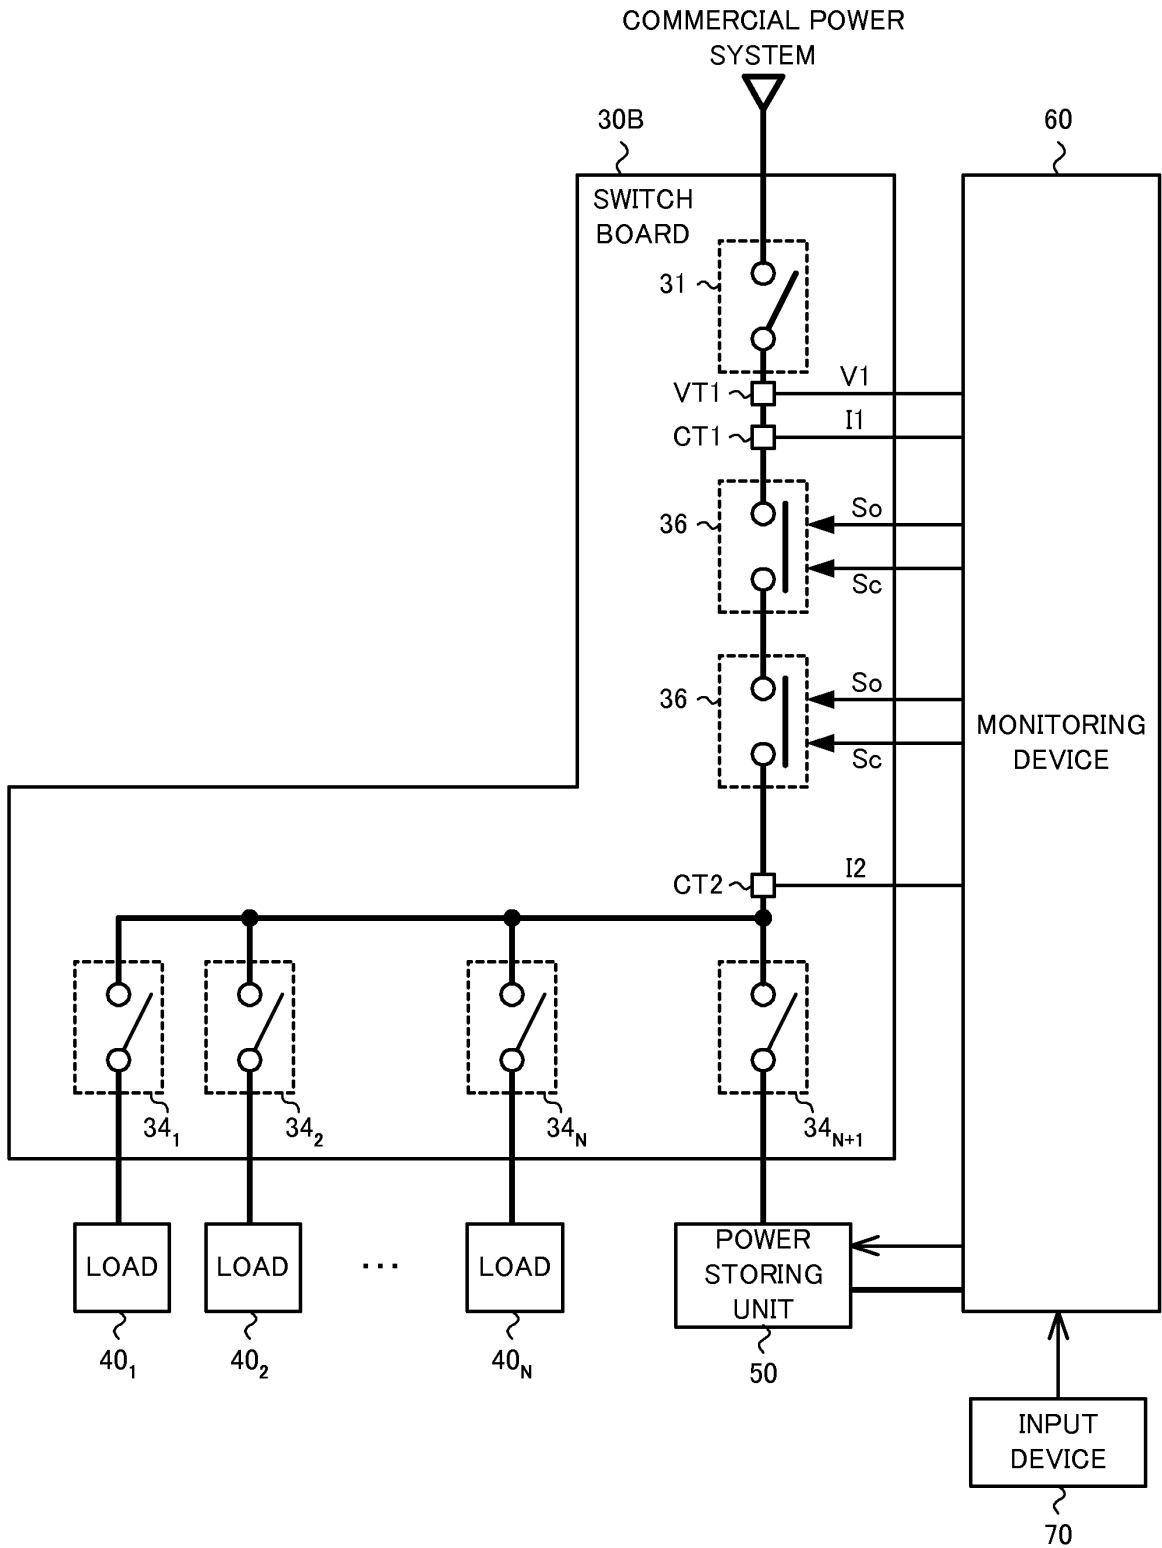 COMMERCIAL POWER
SYSTEM
30B
60
SWITCH
BOARD
31
VT1
V1
CT1
I1
36
So
Sc
36
So
Sc
MONITORING
DEVICE
CT2
I2
34₁
34₂
34N
34N+1
LOAD
LOAD
...
LOAD
POWER
STORING
UNIT
40₁
40₂
40N
50
INPUT
DEVICE
70